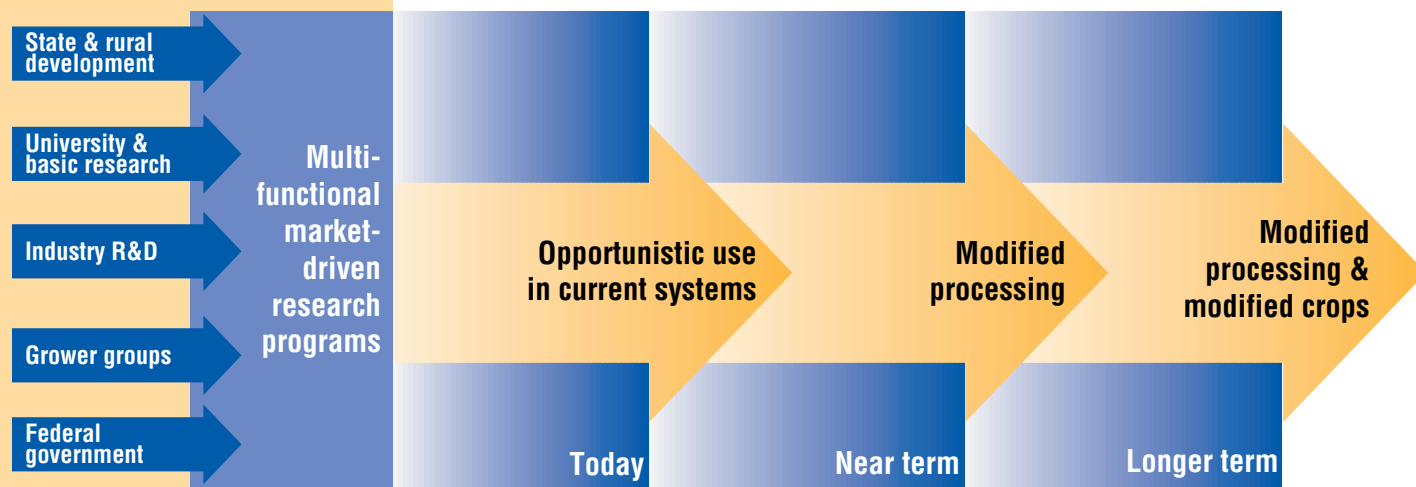 State & rural
development
University &
basic research
Industry R&D
Grower groups
Federal
government
Multi-
functional
market-
driven
research
programs
Opportunistic use
in current systems
Modified
processing
Modified
processing &
modified crops
Today
Near term
Longer term